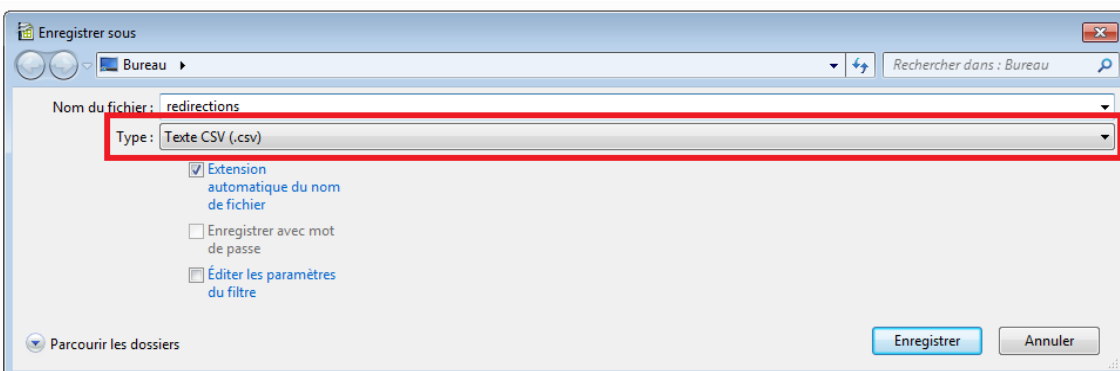 Enregistrer sous
Bureau
Rechercher dans : Bureau
Nom du fichier : redirections
Type : Texte CSV (.csv)
Extension
automatique du nom
de fichier
Enregistrer avec mot
de passe
Éditer les paramètres
du filtre
Parcourir les dossiers
Enregistrer
Annuler